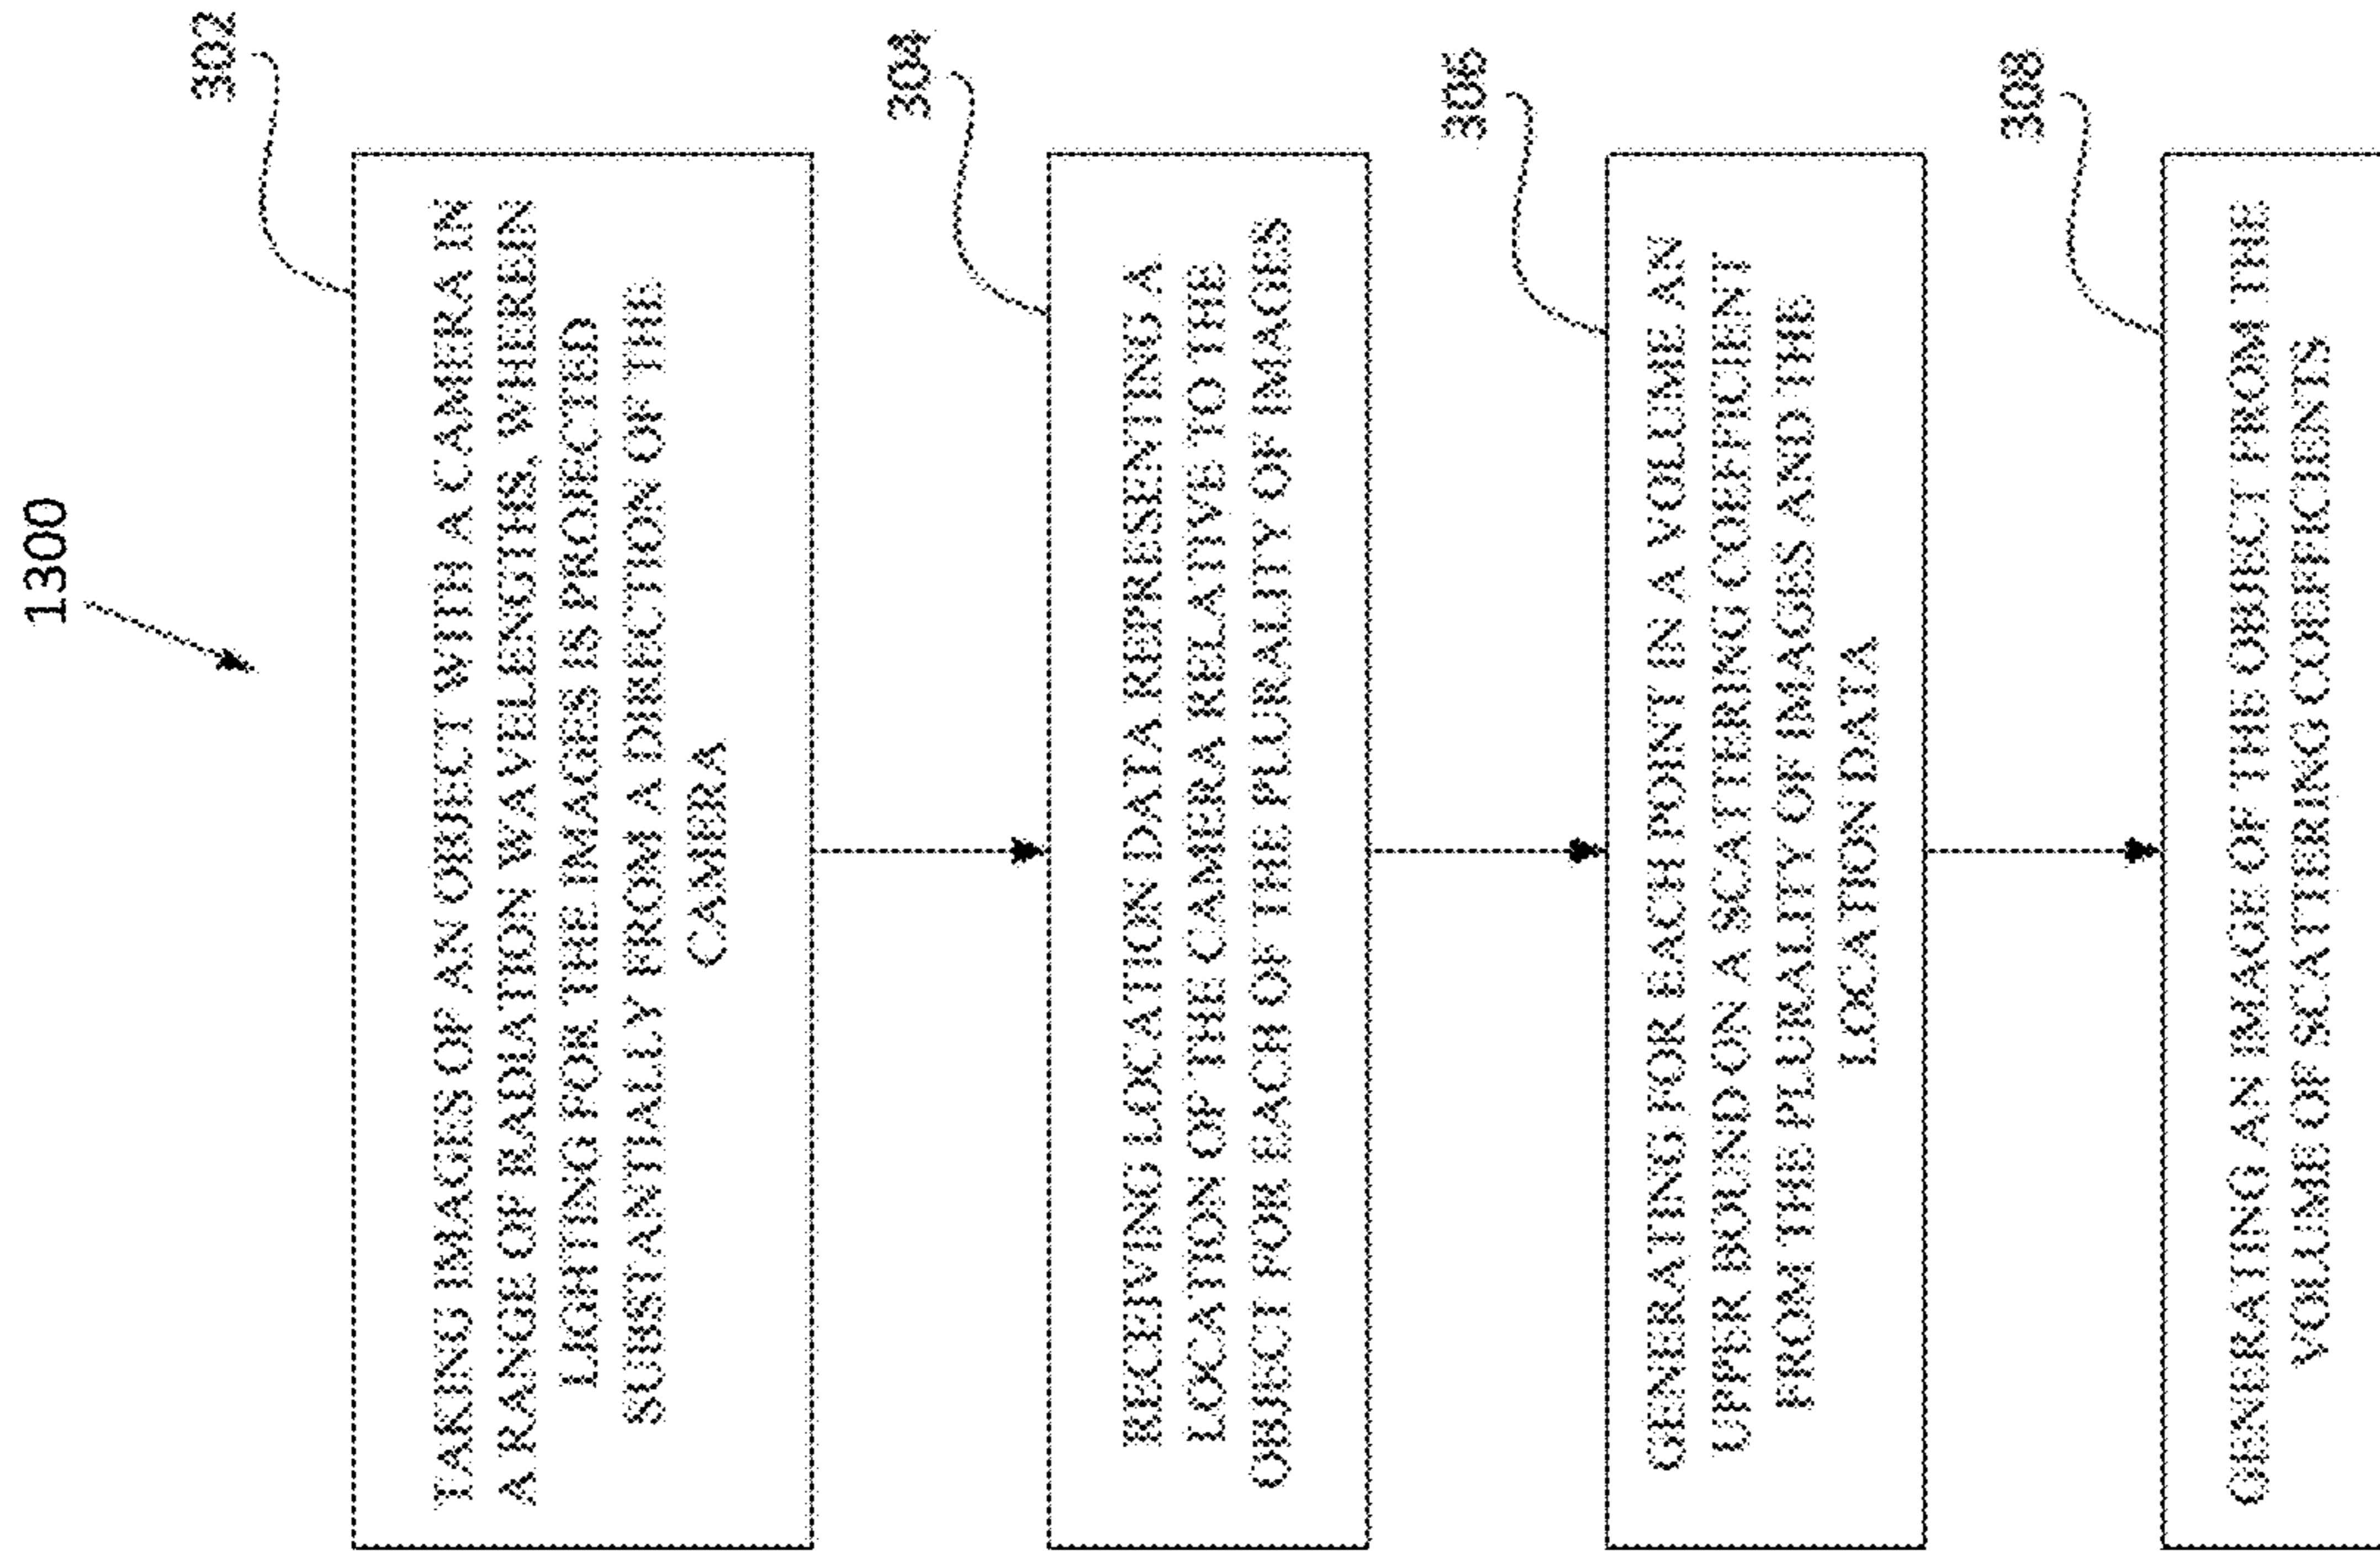 1300
302
TAKING IMAGES OF AN OBJECT WITH A CAMERA IN
A RANGE OF RADIATION WAVELENGTHS, WHEREIN
LIGHTING FOR THE IMAGES IS PROJECTED
SUBSTANTIALLY FROM A DIRECTION OF THE
CAMERA
304
RECEIVING LOCATION DATA REPRESENTING A
LOCATION OF THE CAMERA RELATIVE TO THE
OBJECT FOR EACH OF THE PLURALITY OF IMAGES
306
GENERATING FOR EACH POINT IN A VOLUME AN
UPPER BOUND ON A SCATTERING COEFFICIENT
FROM THE PLURALITY OF IMAGES AND THE
LOCATION DATA
308
GENERATING AN IMAGE OF THE OBJECT FROM THE
VOLUME OF SCATTERING COEFFICIENTS